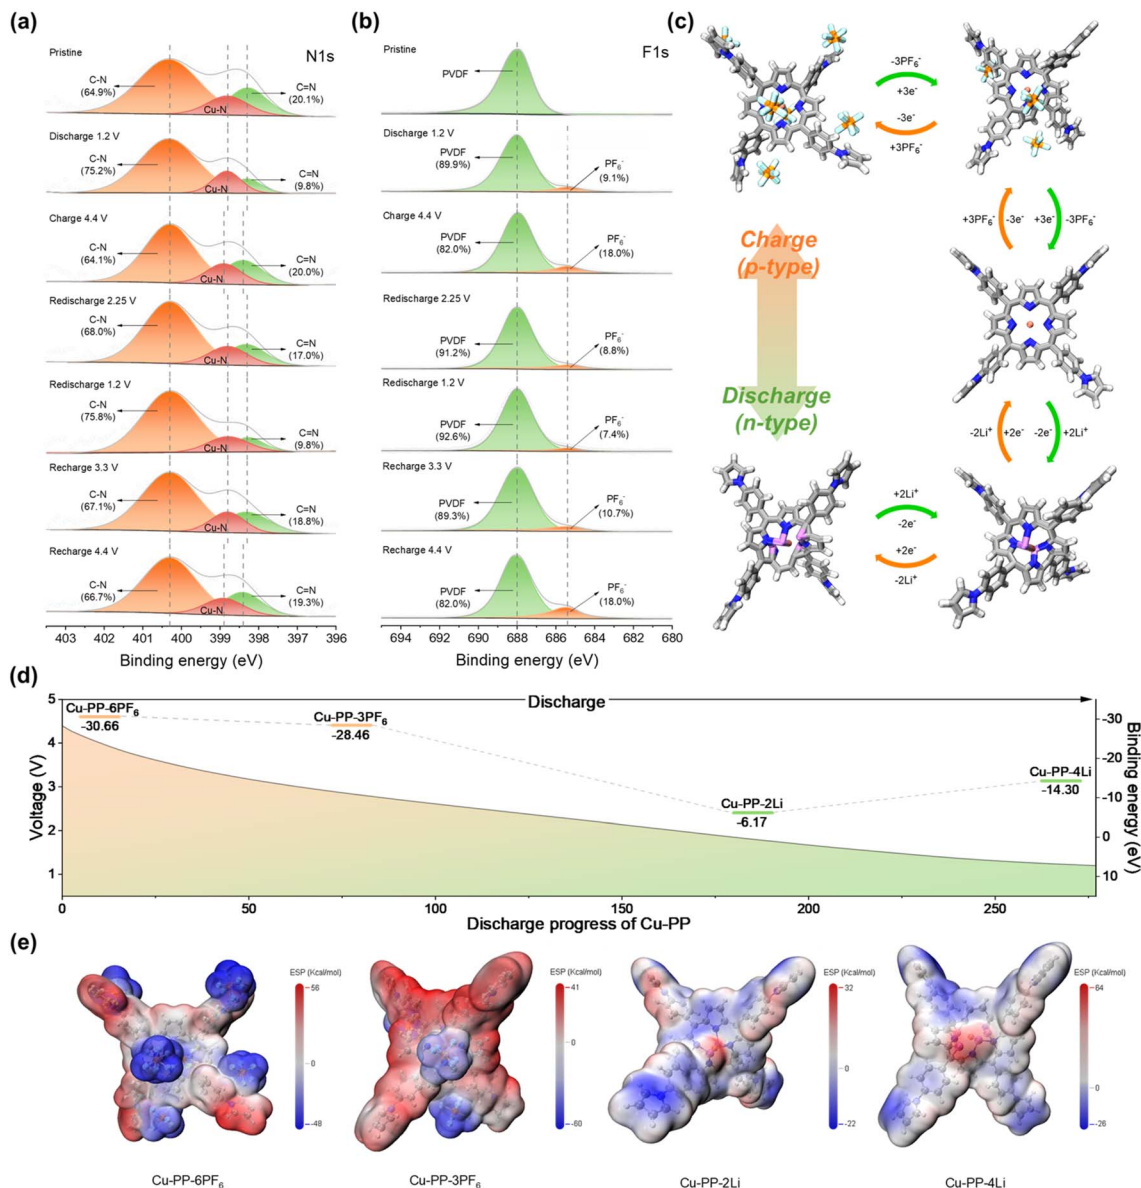 (a)
N1s
Pristine
C-N
(64.9%)
Cu-N
C=N
(20.1%)
Discharge 1.2 V
C-N
(75.2%)
Cu-N
C=N
(9.8%)
Charge 4.4 V
C-N
(64.1%)
Cu-N
C=N
(20.0%)
Redischarge 2.25 V
C-N
(68.0%)
Cu-N
C=N
(17.0%)
Redischarge 1.2 V
C-N
(75.8%)
Cu-N
C=N
(9.8%)
Recharge 3.3 V
C-N
(67.1%)
Cu-N
C=N
(18.8%)
Recharge 4.4 V
C-N
(66.7%)
Cu-N
C=N
(19.3%)
403 402 401 400 399 398 397 396
Binding energy (eV)
(b)
F1s
Pristine
PVDF
Discharge 1.2 V
PVDF
(89.9%)
PF₆⁻
(9.1%)
Charge 4.4 V
PVDF
(82.0%)
PF₆⁻
(18.0%)
Redischarge 2.25 V
PVDF
(91.2%)
PF₆⁻
(8.8%)
Redischarge 1.2 V
PVDF
(92.6%)
PF₆⁻
(7.4%)
Recharge 3.3 V
PVDF
(89.3%)
PF₆⁻
(10.7%)
Recharge 4.4 V
PVDF
(82.0%)
PF₆⁻
(18.0%)
694 692 690 688 686 684 682 680
Binding energy (eV)
(c)
-3PF₆⁻
+3e⁻
-3e⁻
+3PF₆⁻
+3PF₆⁻ -3e⁻ +3e⁻ -3PF₆⁻
Charge
(p-type)
Discharge
(n-type)
-2Li⁺ +2e⁻ -2e⁻ +2Li⁺
+2Li⁺
-2e⁻
+2e⁻
-2Li⁺
(d)
Discharge
Cu-PP-6PF₆
-30.66
Cu-PP-3PF₆
-28.46
Cu-PP-2Li
-6.17
Cu-PP-4Li
-14.30
Voltage (V)
5
4
3
2
1
Binding energy (eV)
-30
-20
-10
0
10
0 50 100 150 200 250
Discharge progress of Cu-PP
(e)
ESP (Kcal/mol)
56
0
-48
Cu-PP-6PF₆
ESP (Kcal/mol)
41
0
-60
Cu-PP-3PF₆
ESP (Kcal/mol)
32
0
-22
Cu-PP-2Li
ESP (Kcal/mol)
64
0
-26
Cu-PP-4Li